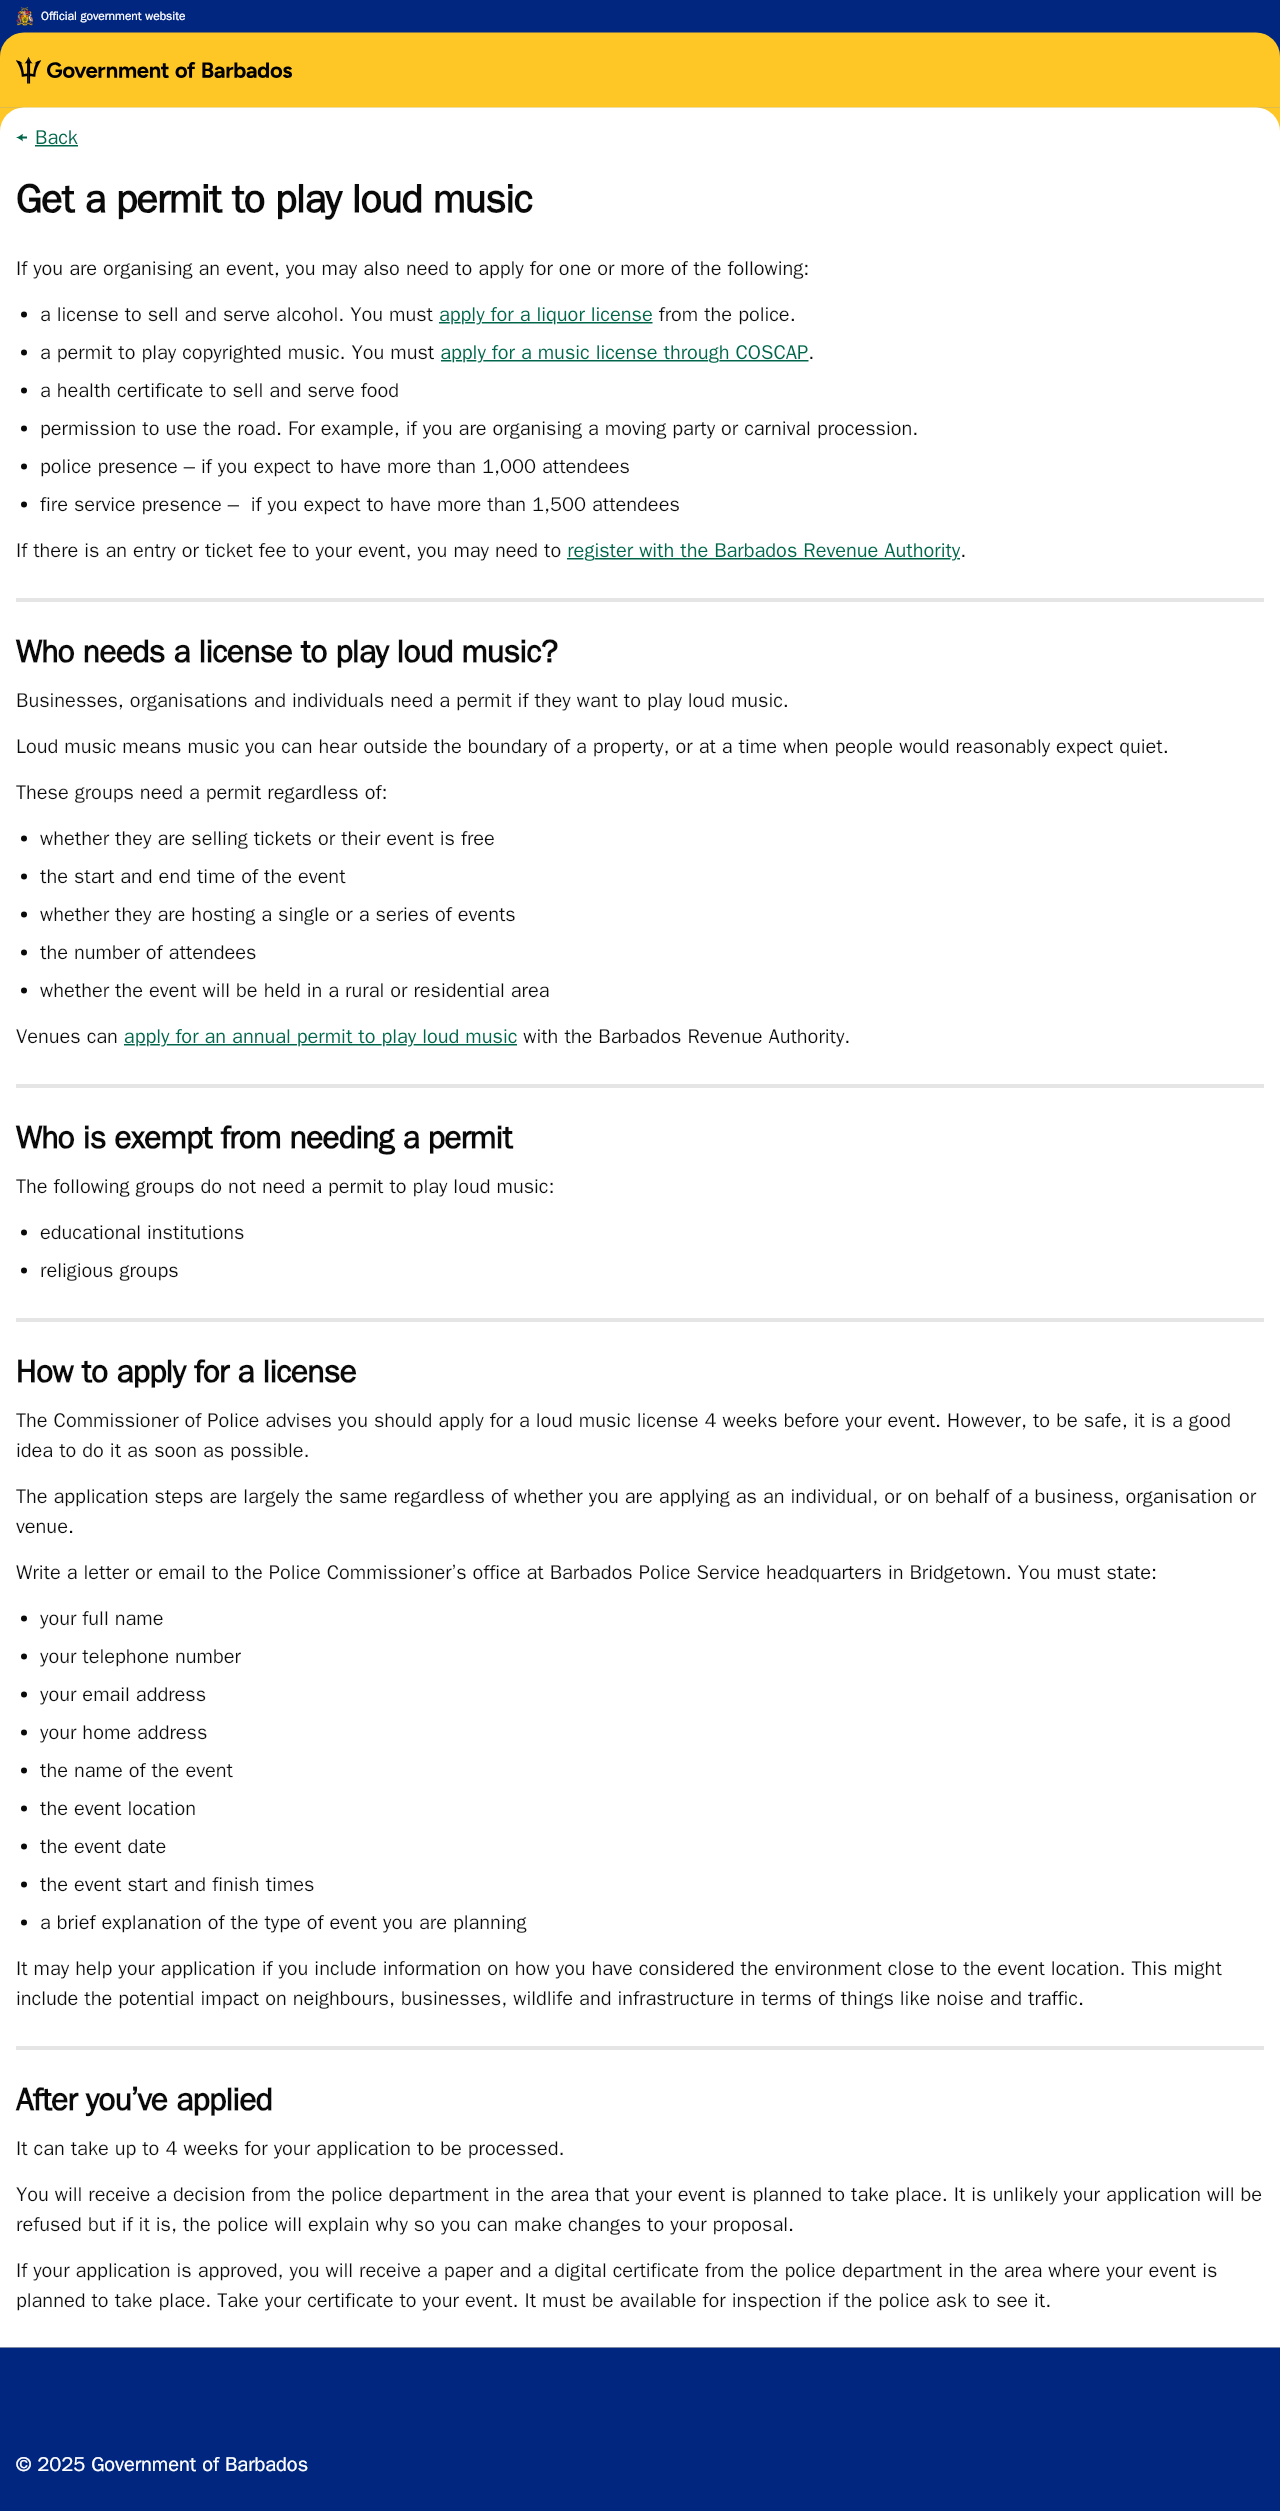 Official government website
Government of Barbados
Back
Get a permit to play loud music
If you are organising an event, you may also need to apply for one or more of the following:
• a license to sell and serve alcohol. You must apply for a liquor license from the police.
• a permit to play copyrighted music. You must apply for a music license through COSCAP.
• a health certificate to sell and serve food
• permission to use the road. For example, if you are organising a moving party or carnival procession.
• police presence – if you expect to have more than 1,000 attendees
• fire service presence –  if you expect to have more than 1,500 attendees
If there is an entry or ticket fee to your event, you may need to register with the Barbados Revenue Authority.
Who needs a license to play loud music?
Businesses, organisations and individuals need a permit if they want to play loud music.
Loud music means music you can hear outside the boundary of a property, or at a time when people would reasonably expect quiet.
These groups need a permit regardless of:
• whether they are selling tickets or their event is free
• the start and end time of the event
• whether they are hosting a single or a series of events
• the number of attendees
• whether the event will be held in a rural or residential area
Venues can apply for an annual permit to play loud music with the Barbados Revenue Authority.
Who is exempt from needing a permit
The following groups do not need a permit to play loud music:
• educational institutions
• religious groups
How to apply for a license
The Commissioner of Police advises you should apply for a loud music license 4 weeks before your event. However, to be safe, it is a good
idea to do it as soon as possible.
The application steps are largely the same regardless of whether you are applying as an individual, or on behalf of a business, organisation or
venue.
Write a letter or email to the Police Commissioner's office at Barbados Police Service headquarters in Bridgetown. You must state:
• your full name
• your telephone number
• your email address
• your home address
• the name of the event
• the event location
• the event date
• the event start and finish times
• a brief explanation of the type of event you are planning
It may help your application if you include information on how you have considered the environment close to the event location. This might
include the potential impact on neighbours, businesses, wildlife and infrastructure in terms of things like noise and traffic.
After you’ve applied
It can take up to 4 weeks for your application to be processed.
You will receive a decision from the police department in the area that your event is planned to take place. It is unlikely your application will be
refused but if it is, the police will explain why so you can make changes to your proposal.
If your application is approved, you will receive a paper and a digital certificate from the police department in the area where your event is
planned to take place. Take your certificate to your event. It must be available for inspection if the police ask to see it.
© 2025 Government of Barbados